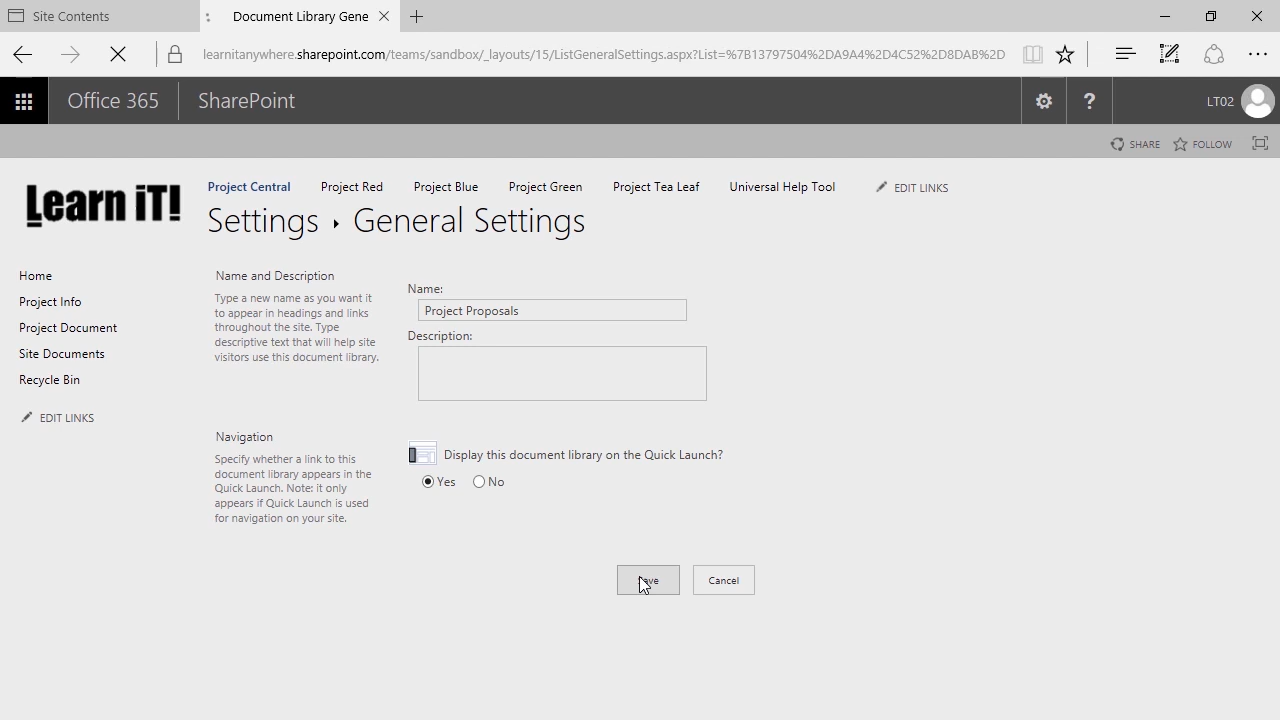 Site Contents
Document Library Gene
learnitanywhere.sharepoint.com/teams/sandbox/_layouts/15/ListGeneralSettings.aspx?List=%7B13797504%2DA9A4%2D4C52%2D8DAB%2D
Office 365
SharePoint
?
LT02
SHARE
FOLLOW
Learn iT!
Project Central
Project Red
Project Blue
Project Green
Project Tea Leaf
Universal Help Tool
EDIT LINKS
Settings
General Settings
Home
Project Info
Project Document
Site Documents
Recycle Bin
EDIT LINKS
Name and Description
Type a new name as you want it
to appear in headings and links
throughout the site. Type
descriptive text that will help site
visitors use this document library.
Name:
Project Proposals
Description:
Navigation
Specify whether a link to this
document library appears in the
Quick Launch. Note: it only
appears if Quick Launch is used
for navigation on your site.
Display this document library on the Quick Launch?
Yes
No
Save
Cancel